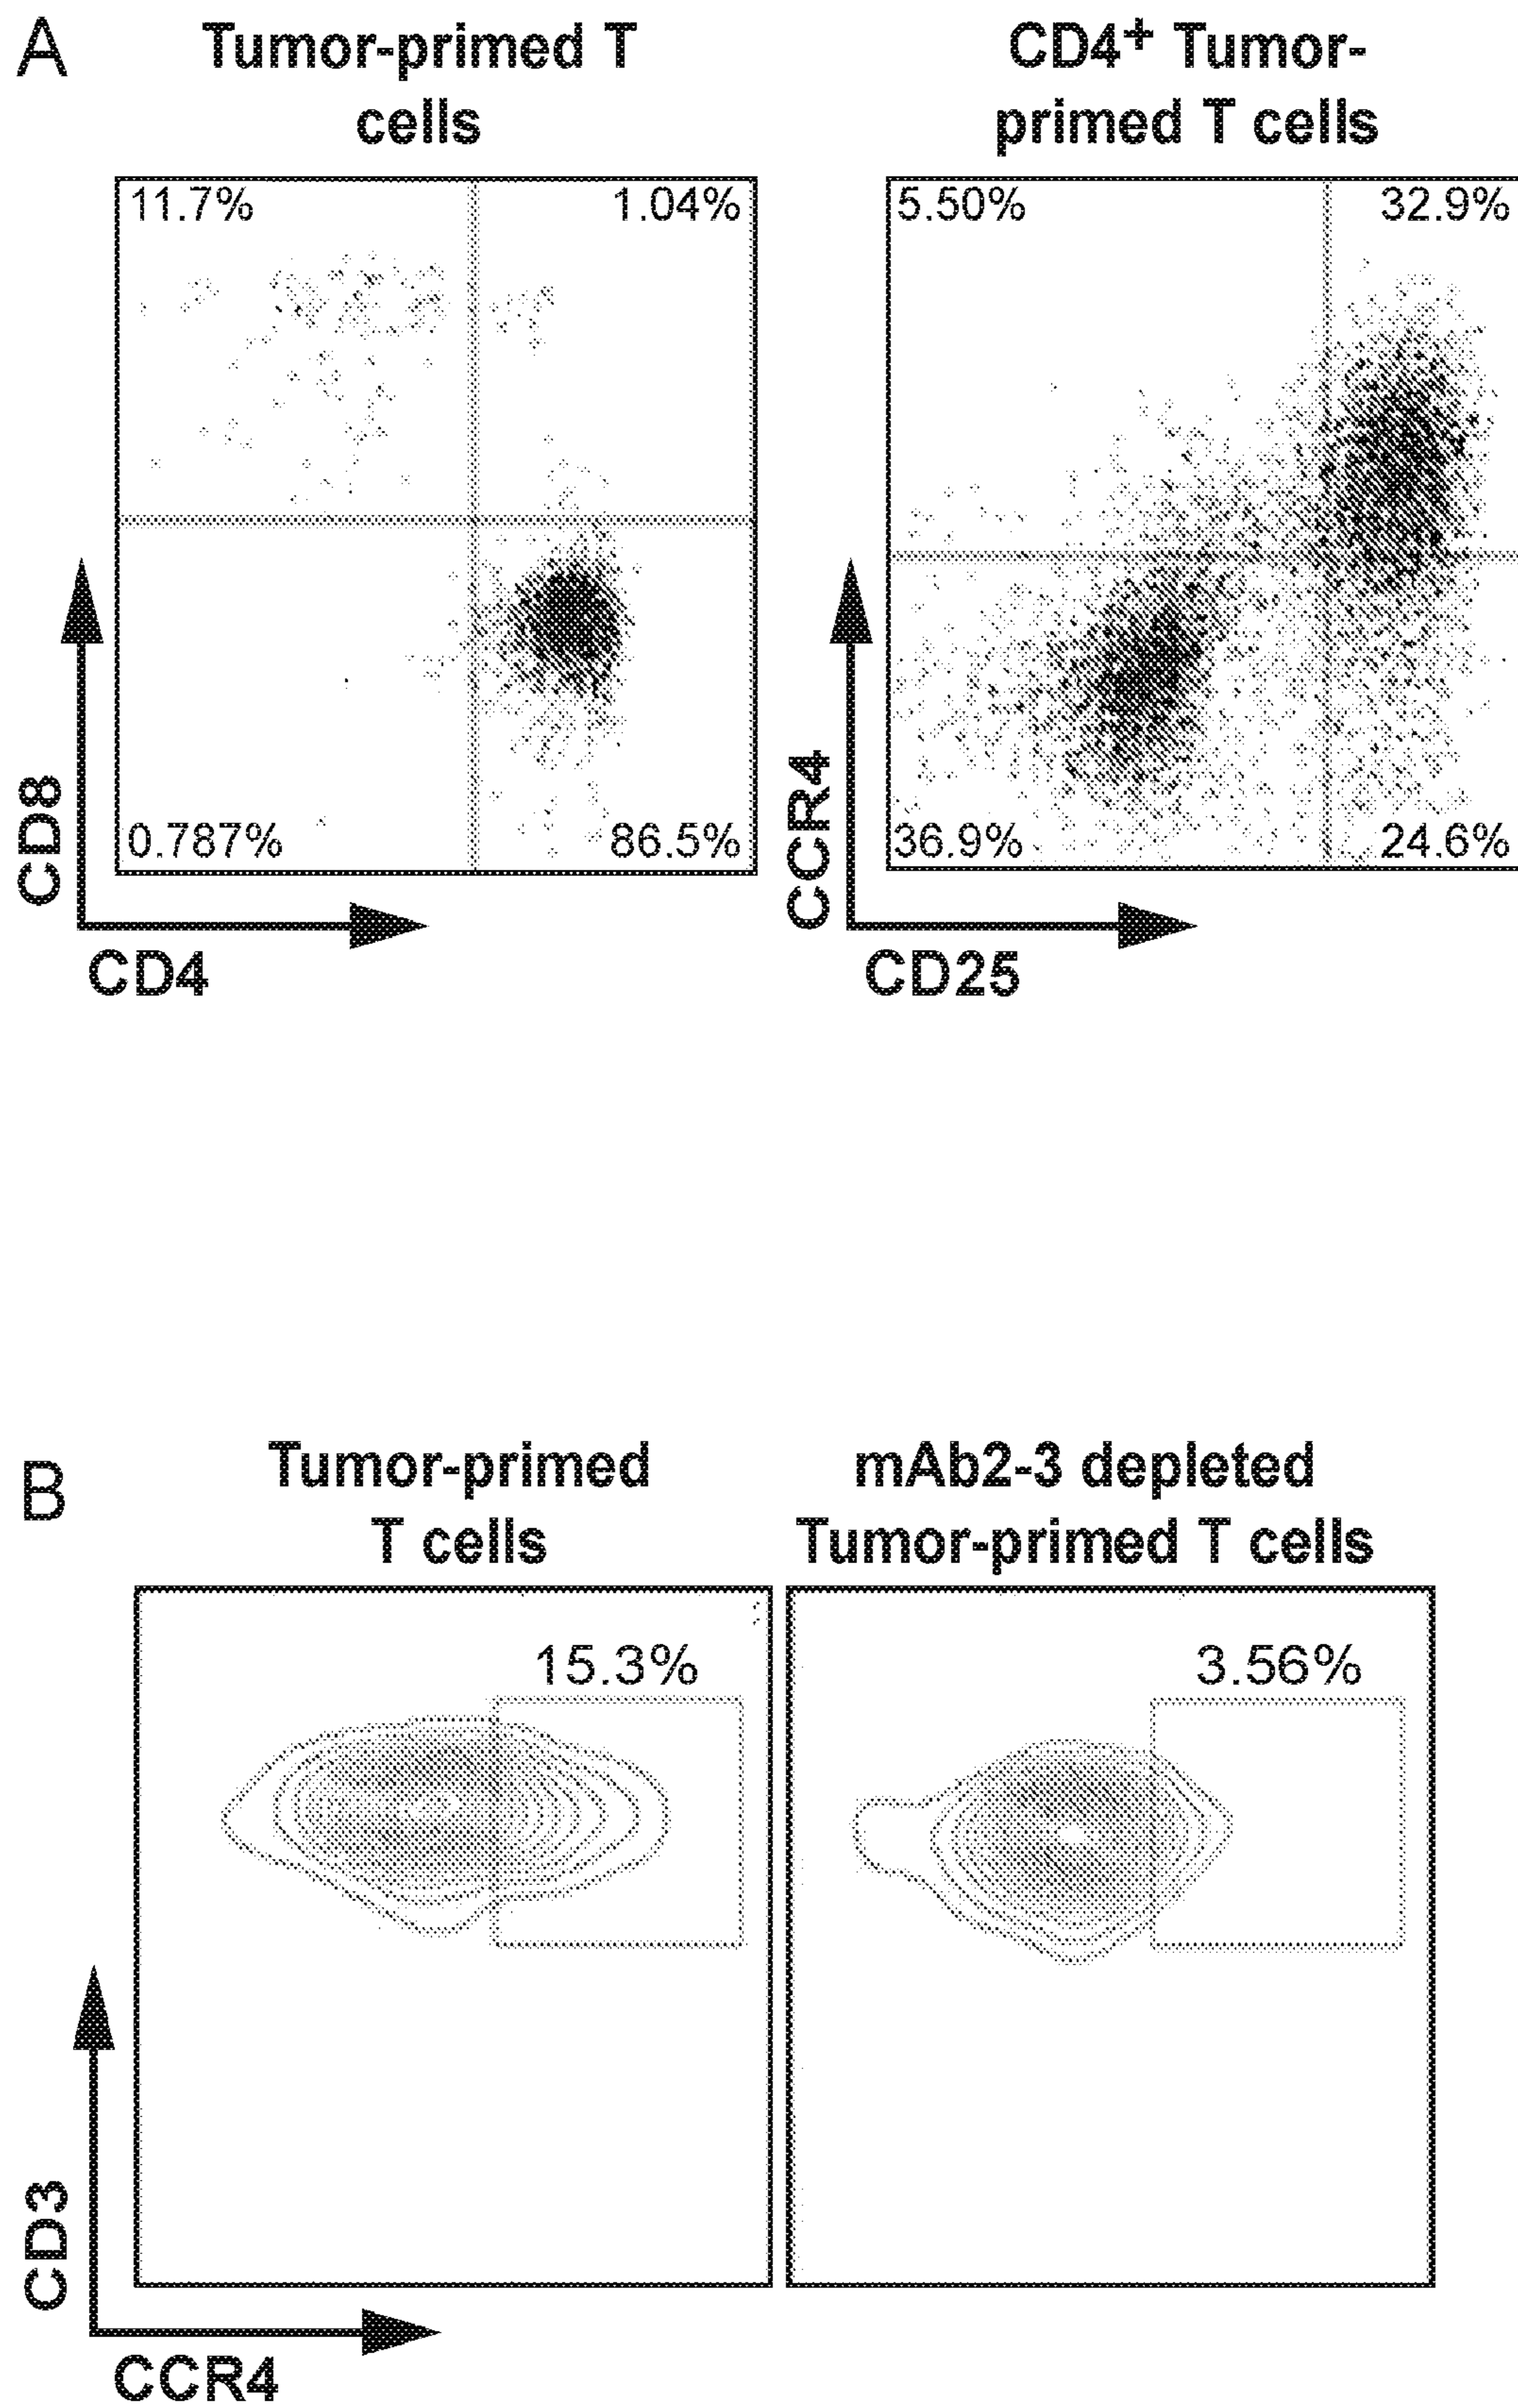 A
Tumor-primed T
cells
CD4+ Tumor-
primed T cells
11.7%
1.04%
5.50%
32.9%
CD8
0.787%
86.5%
CCR4
36.9%
24.6%
CD4
CD25
B
Tumor-primed
T cells
mAb2-3 depleted
Tumor-primed T cells
15.3%
3.56%
CD3
CCR4